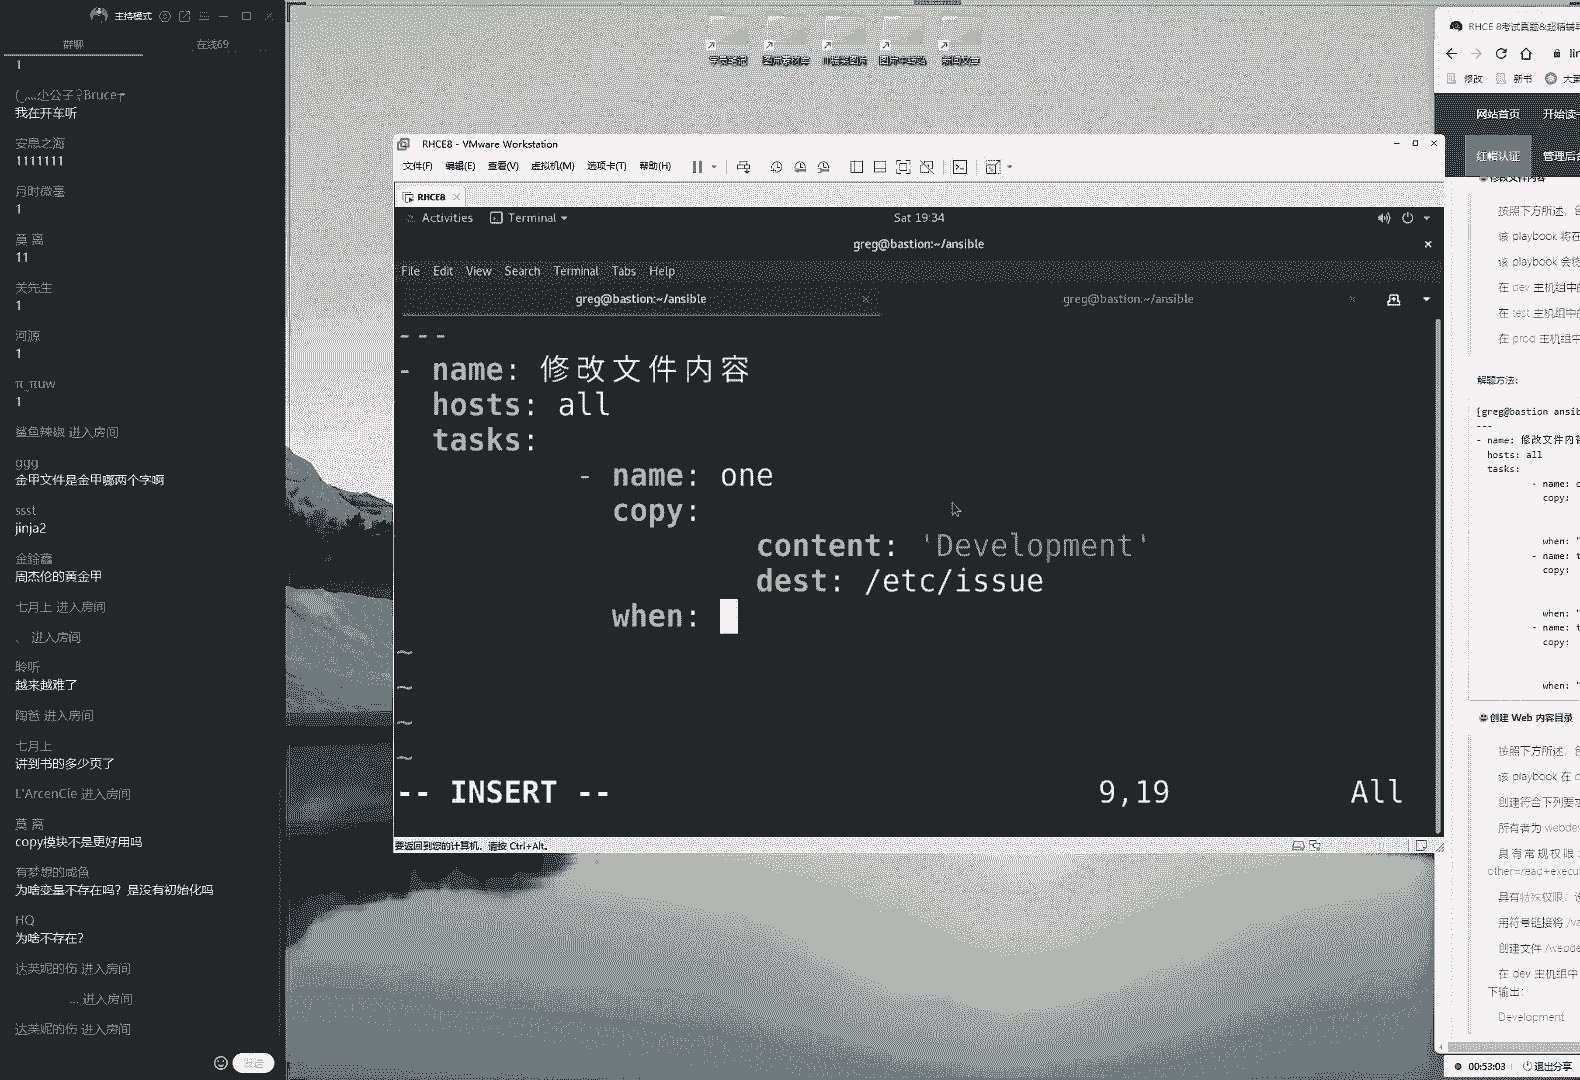 主持模式
群聊
在线69
1
我在开车听
安思之海
1111111
月时微毫
1
莫 离
11
关先生
1
河源
1
1
鲨鱼辣椒 进入房间
ggg
金甲文件是金甲哪两个字啊
ssst
jinja2
金鍂鑫
周杰伦的黄金甲
七月上 进入房间
、 进入房间
聆听
越来越难了
陶爸 进入房间
七月上
讲到书的多少页了
L'ArcenCie 进入房间
莫 离
copy模块不是更好用吗
有梦想的咸鱼
为啥变量不存在吗？是没有初始化吗
HQ
为啥不存在？
达芙妮的伤 进入房间
... 进入房间
达芙妮的伤 进入房间
发送
学员笔记
图片素材库
新闻文章
RHCE8 - VMware Workstation
文件(F) 编辑(E) 查看(V) 虚拟机(M) 选项卡(T) 帮助(H)
RHCE8
Activities Terminal Sat 19:34
greg@bastion:~/ansible
File Edit View Search Terminal Tabs Help
greg@bastion:~/ansible greg@bastion:~/ansible
---
- name: 修改文件内容
hosts: all
tasks:
- name: one
copy:
content: 'Development'
dest: /etc/issue
when:
~
~
~
~
-- INSERT -- 9,19 All
要返回到您的计算机，请按 Ctrl+Alt。
RHCE 8考试真题&超精辅导
修改 新书
网站首页 开始读
红帽认证 管理后台
修改文件内容
按照下方所述，
该 playbook 将在
该 playbook 会待
在 dev 主机组中的
在 test 主机组中的
在 prod 主机组中
解题方法：
[greg@bastion ansib
---
- name: 修改文件内容
hosts: all
tasks:
- name: o
copy:
when: "
- name: t
copy:
when: "
- name: t
copy:
when: "
创建 Web 内容目录
按照下方所述，
该 playbook 在
创建符合下列要求
所有者为 webdev
具有常规权限：
other=read+execu
具有特殊权限：
用符号链接将 /va
创建文件 /webde
在 dev 主机组中
下输出：
Development
00:53:03 退出分享